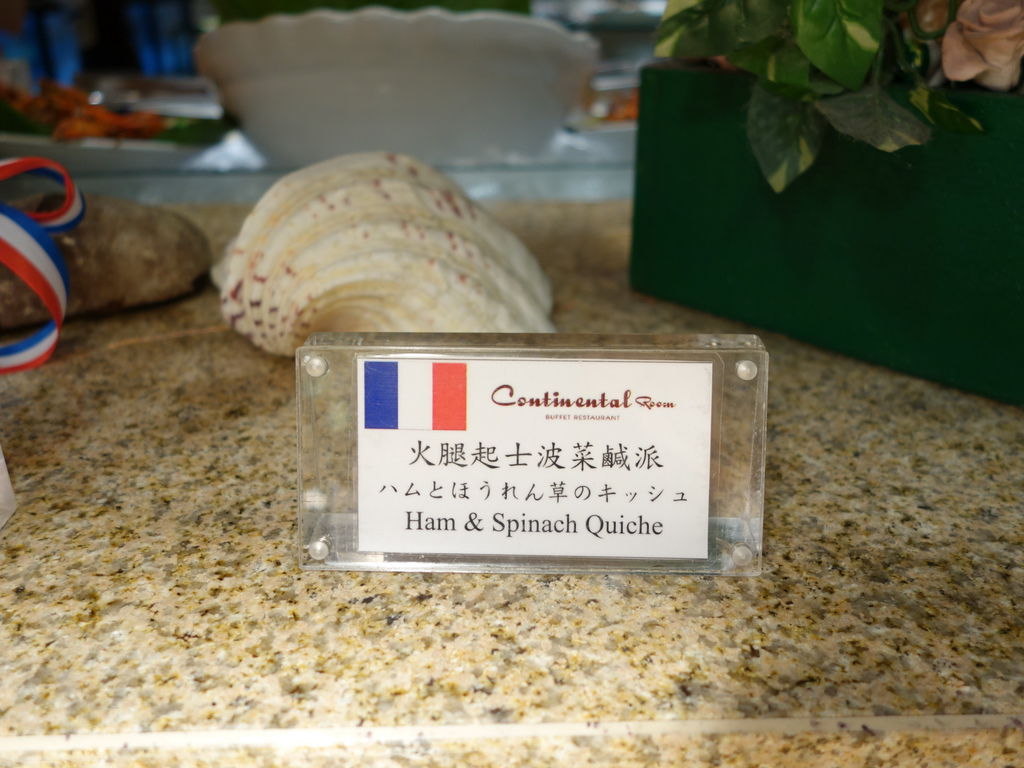 Continental Room
BUFFET RESTAURANT
火腿起士波菜鹹派
ハムとほうれん草のキッシュ
Ham & Spinach Quiche